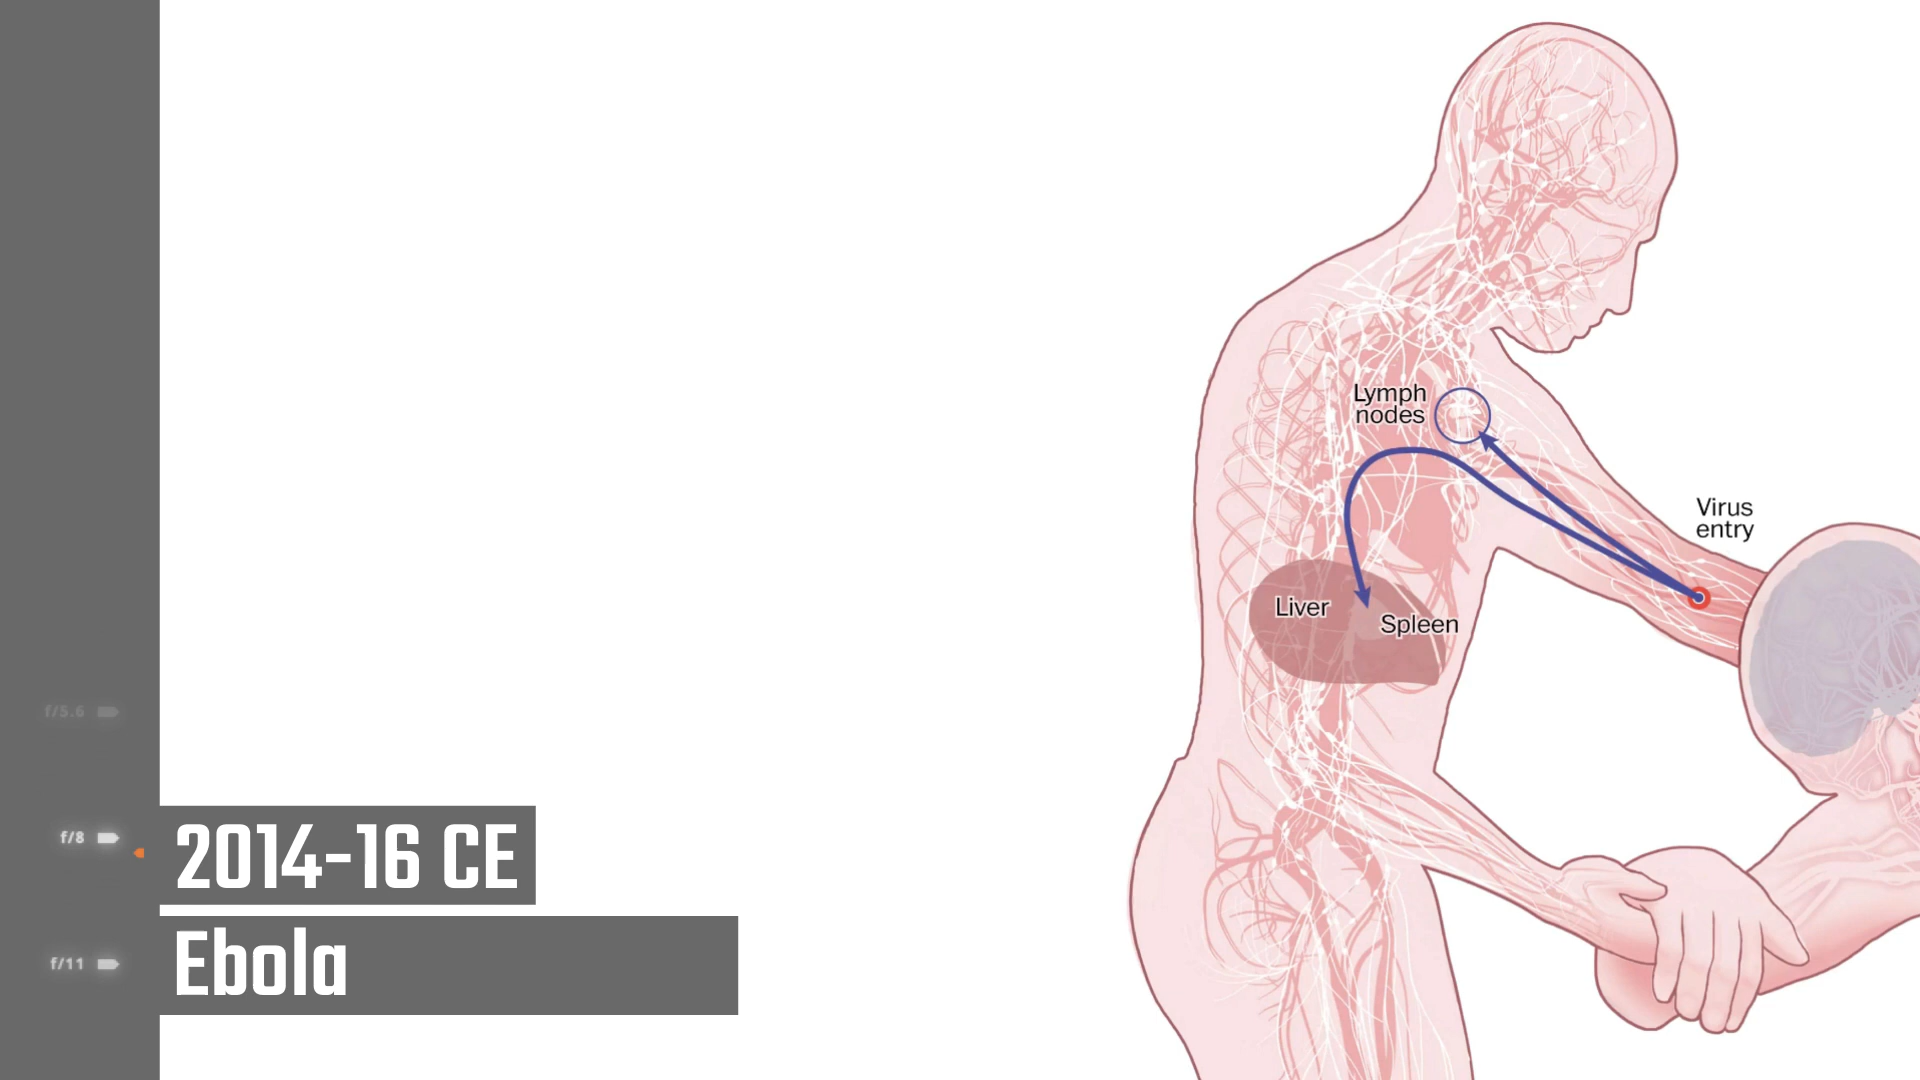 Lymph
nodes
Virus
entry
Liver
Spleen
f/5.6
f/8
2014-16 CE
Ebola
f/11